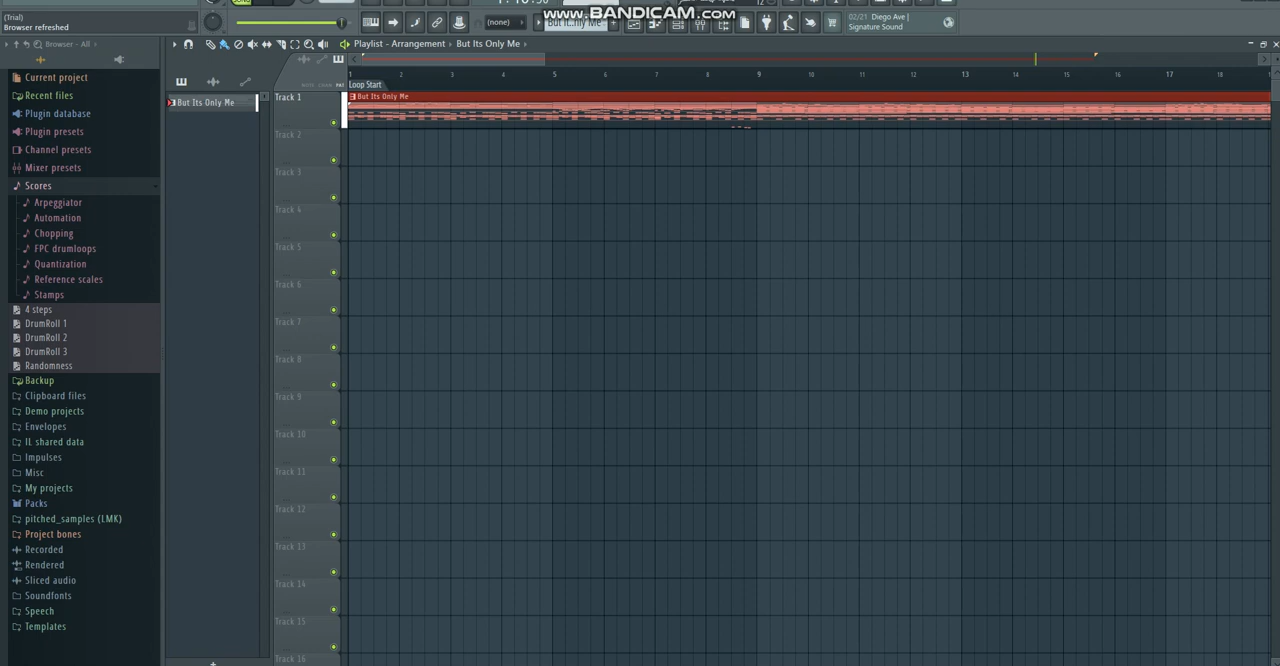 (Trial)
Browser refreshed
www.BANDICAM.com
(none)
02/21 Diego Ave |
Signature Sound
Browser - All
Playlist - Arrangement › But Its Only Me ›
1 2 3 4 5 6 7 8 9 10 11 12 13 14 15 16 17 18
Loop Start
Current project
Recent files
Plugin database
Plugin presets
Channel presets
Mixer presets
Scores
Arpeggiator
Automation
Chopping
FPC drumloops
Quantization
Reference scales
Stamps
4 steps
DrumRoll 1
DrumRoll 2
DrumRoll 3
Randomness
Backup
Clipboard files
Demo projects
Envelopes
IL shared data
Impulses
Misc
My projects
Packs
pitched_samples (LMK)
Project bones
Recorded
Rendered
Sliced audio
Soundfonts
Speech
Templates
But Its Only Me
Track 1
But Its Only Me
Track 2
Track 3
Track 4
Track 5
Track 6
Track 7
Track 8
Track 9
Track 10
Track 11
Track 12
Track 13
Track 14
Track 15
Track 16